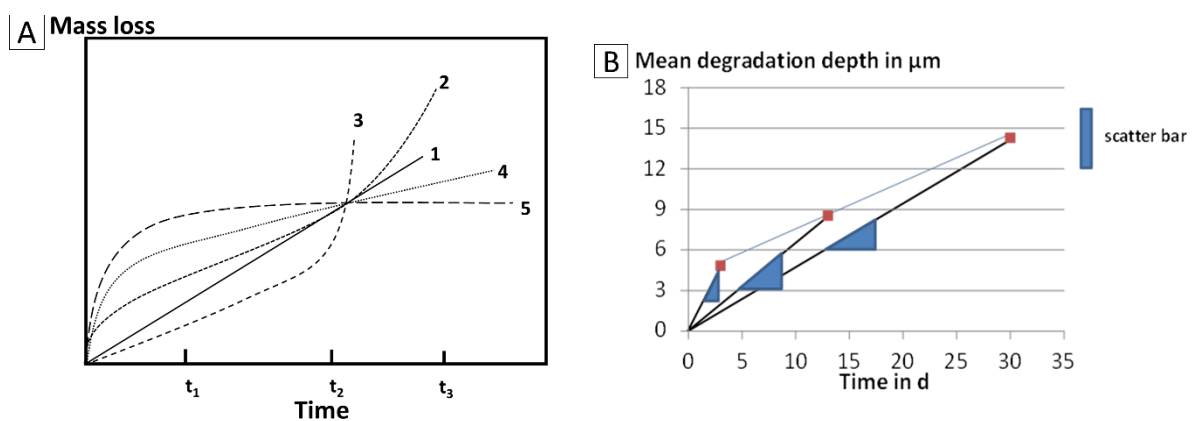 A Mass loss
2
3
1
4
5
t1 t2 t3
Time
B Mean degradation depth in µm
18
15
12
9
6
3
0
0 5 10 15 20 25 30 35
Time in d
scatter bar